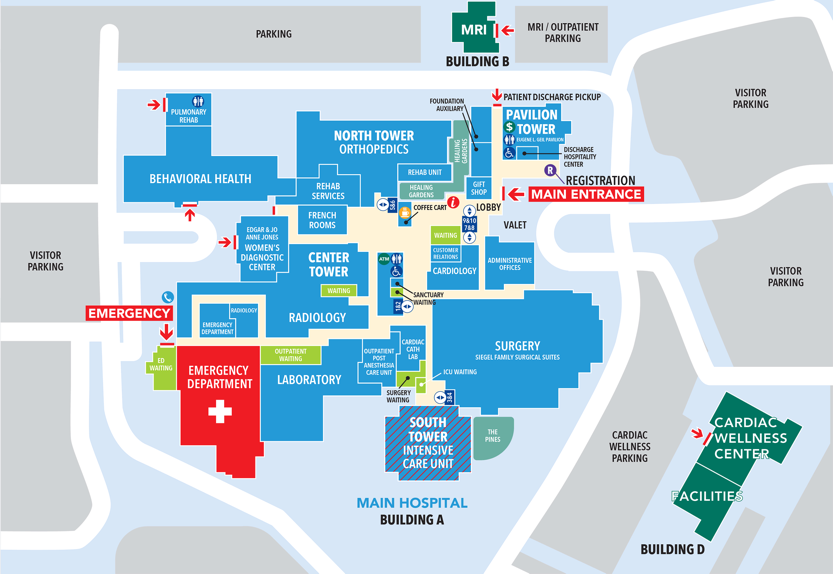 PARKING
MRI
MRI / OUTPATIENT
PARKING
BUILDING B
VISITOR
PARKING
PATIENT DISCHARGE PICKUP
FOUNDATION
AUXILIARY
PULMONARY
REHAB
PAVILION
TOWER
$
EUGENE L. GEIL PAVILION
DISCHARGE
HOSPITALITY
CENTER
NORTH TOWER
ORTHOPEDICS
HEALING
GARDENS
BEHAVIORAL HEALTH
REHAB UNIT
R
REGISTRATION
REHAB
SERVICES
HEALING
GARDENS
GIFT
SHOP
MAIN ENTRANCE
5&6
COFFEE CART
i
LOBBY
FRENCH
ROOMS
9&10
7&8
VALET
EDGAR & JO
ANNE JONES
WOMEN'S
DIAGNOSTIC
CENTER
WAITING
CUSTOMER
RELATIONS
CARDIOLOGY
ADMINISTRATIVE
OFFICES
VISITOR
PARKING
CENTER
TOWER
ATM
VISITOR
PARKING
WAITING
SANCTUARY
WAITING
1&2
EMERGENCY
RADIOLOGY
EMERGENCY
DEPARTMENT
RADIOLOGY
ED
WAITING
EMERGENCY
DEPARTMENT
OUTPATIENT
WAITING
LABORATORY
OUTPATIENT
POST
ANESTHESIA
CARE UNIT
CARDIAC
CATH
LAB
SURGERY
SIEGEL FAMILY SURGICAL SUITES
ICU WAITING
SURGERY
WAITING
3&4
SOUTH
TOWER
INTENSIVE
CARE UNIT
THE
PINES
CARDIAC
WELLNESS
PARKING
CARDIAC
WELLNESS
CENTER
FACILITIES
MAIN HOSPITAL
BUILDING A
BUILDING D